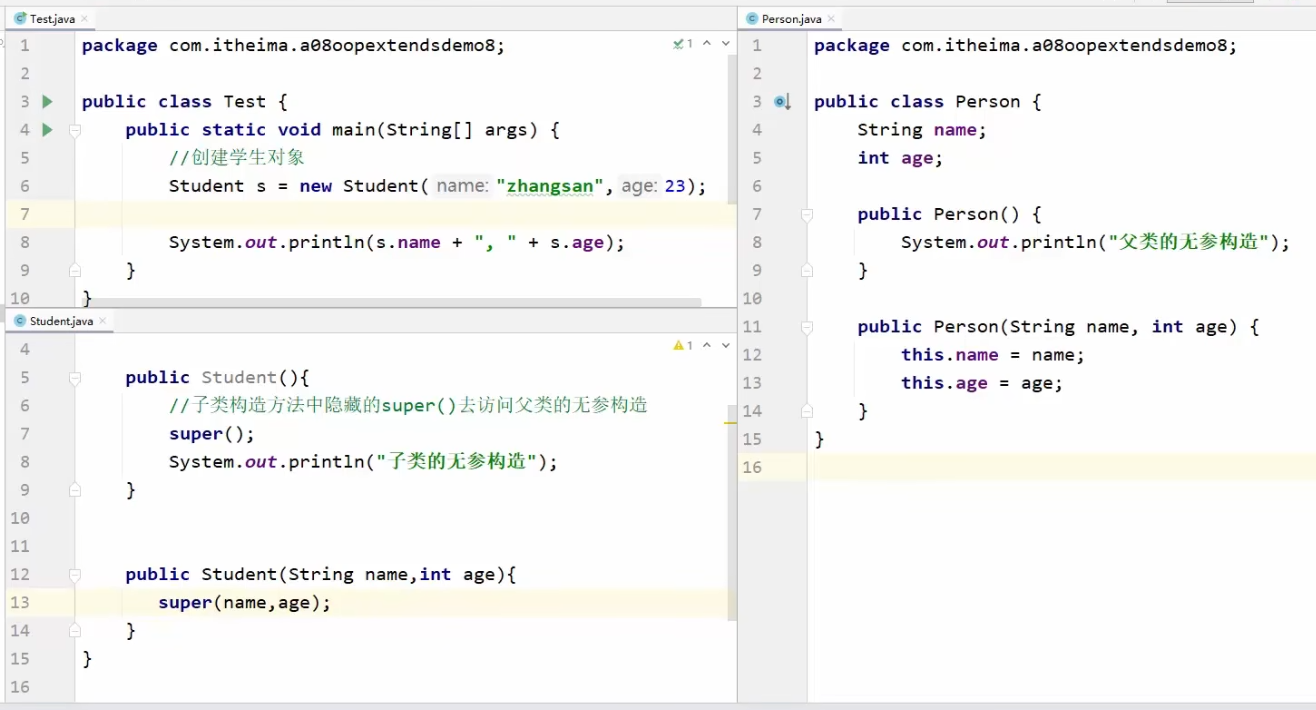 Test.java
1 package com.itheima.a08oopextendsdemo8;
2
3 public class Test {
4 public static void main(String[] args) {
5 //创建学生对象
6 Student s = new Student( name: "zhangsan", age: 23);
7
8 System.out.println(s.name + ", " + s.age);
9 }
10 }
1
Student.java
4
5 public Student(){
6 //子类构造方法中隐藏的super()去访问父类的无参构造
7 super();
8 System.out.println("子类的无参构造");
9 }
10
11
12 public Student(String name,int age){
13 super(name,age);
14 }
15 }
16
1
Person.java
1 package com.itheima.a08oopextendsdemo8;
2
3 public class Person {
4 String name;
5 int age;
6
7 public Person() {
8 System.out.println("父类的无参构造");
9 }
10
11 public Person(String name, int age) {
12 this.name = name;
13 this.age = age;
14 }
15 }
16